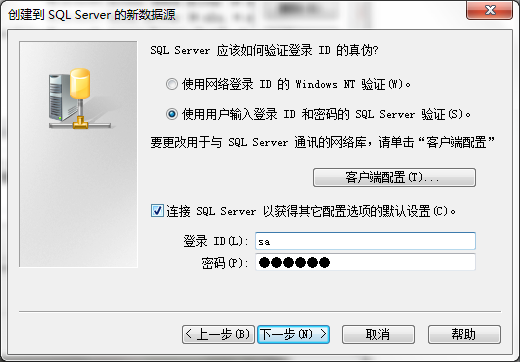 创建到 SQL Server 的新数据源
SQL Server 应该如何验证登录 ID 的真伪?
使用网络登录 ID 的 Windows NT 验证(W)。
使用用户输入登录 ID 和密码的 SQL Server 验证(S)。
要更改用于与 SQL Server 通讯的网络库，请单击“客户端配置”
客户端配置(T)...
连接 SQL Server 以获得其它配置选项的默认设置(C)。
登录 ID(L): sa
密码(P): ●●●●●●
< 上一步(B) 下一步(N) > 取消 帮助